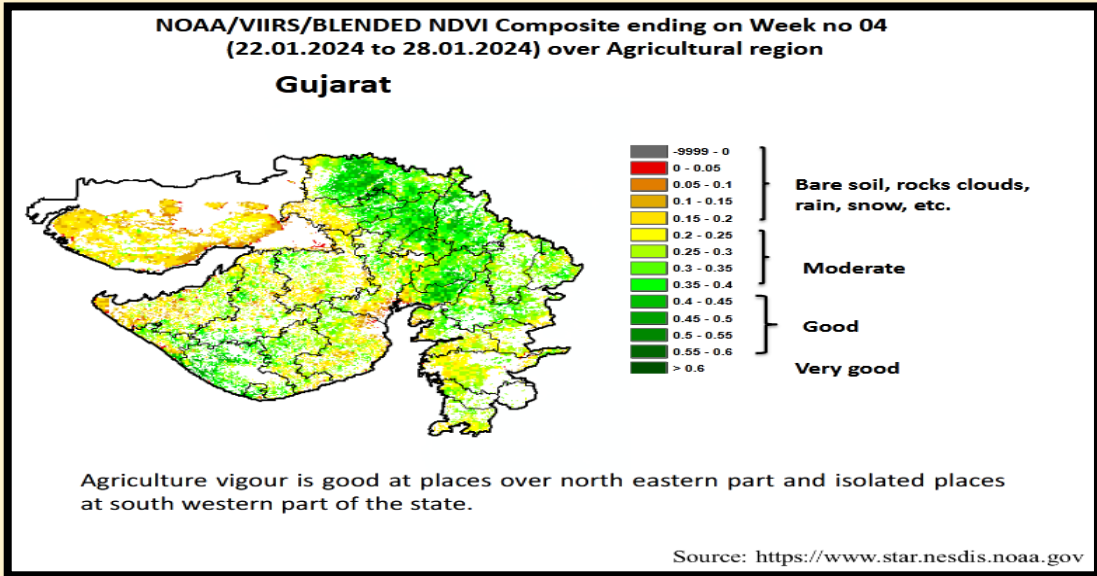 NOAA/VIIRS/BLENDED NDVI Composite ending on Week no 04
(22.01.2024 to 28.01.2024) over Agricultural region
Gujarat
-9999 - 0
0 - 0.05
0.05 - 0.1
0.1 - 0.15
0.15 - 0.2
0.2 - 0.25
0.25 - 0.3
0.3 - 0.35
0.35 - 0.4
0.4 - 0.45
0.45 - 0.5
0.5 - 0.55
0.55 - 0.6
> 0.6
Bare soil, rocks clouds,
rain, snow, etc.
Moderate
Good
Very good
Agriculture vigour is good at places over north eastern part and isolated places
at south western part of the state.
Source: https://www.star.nesdis.noaa.gov